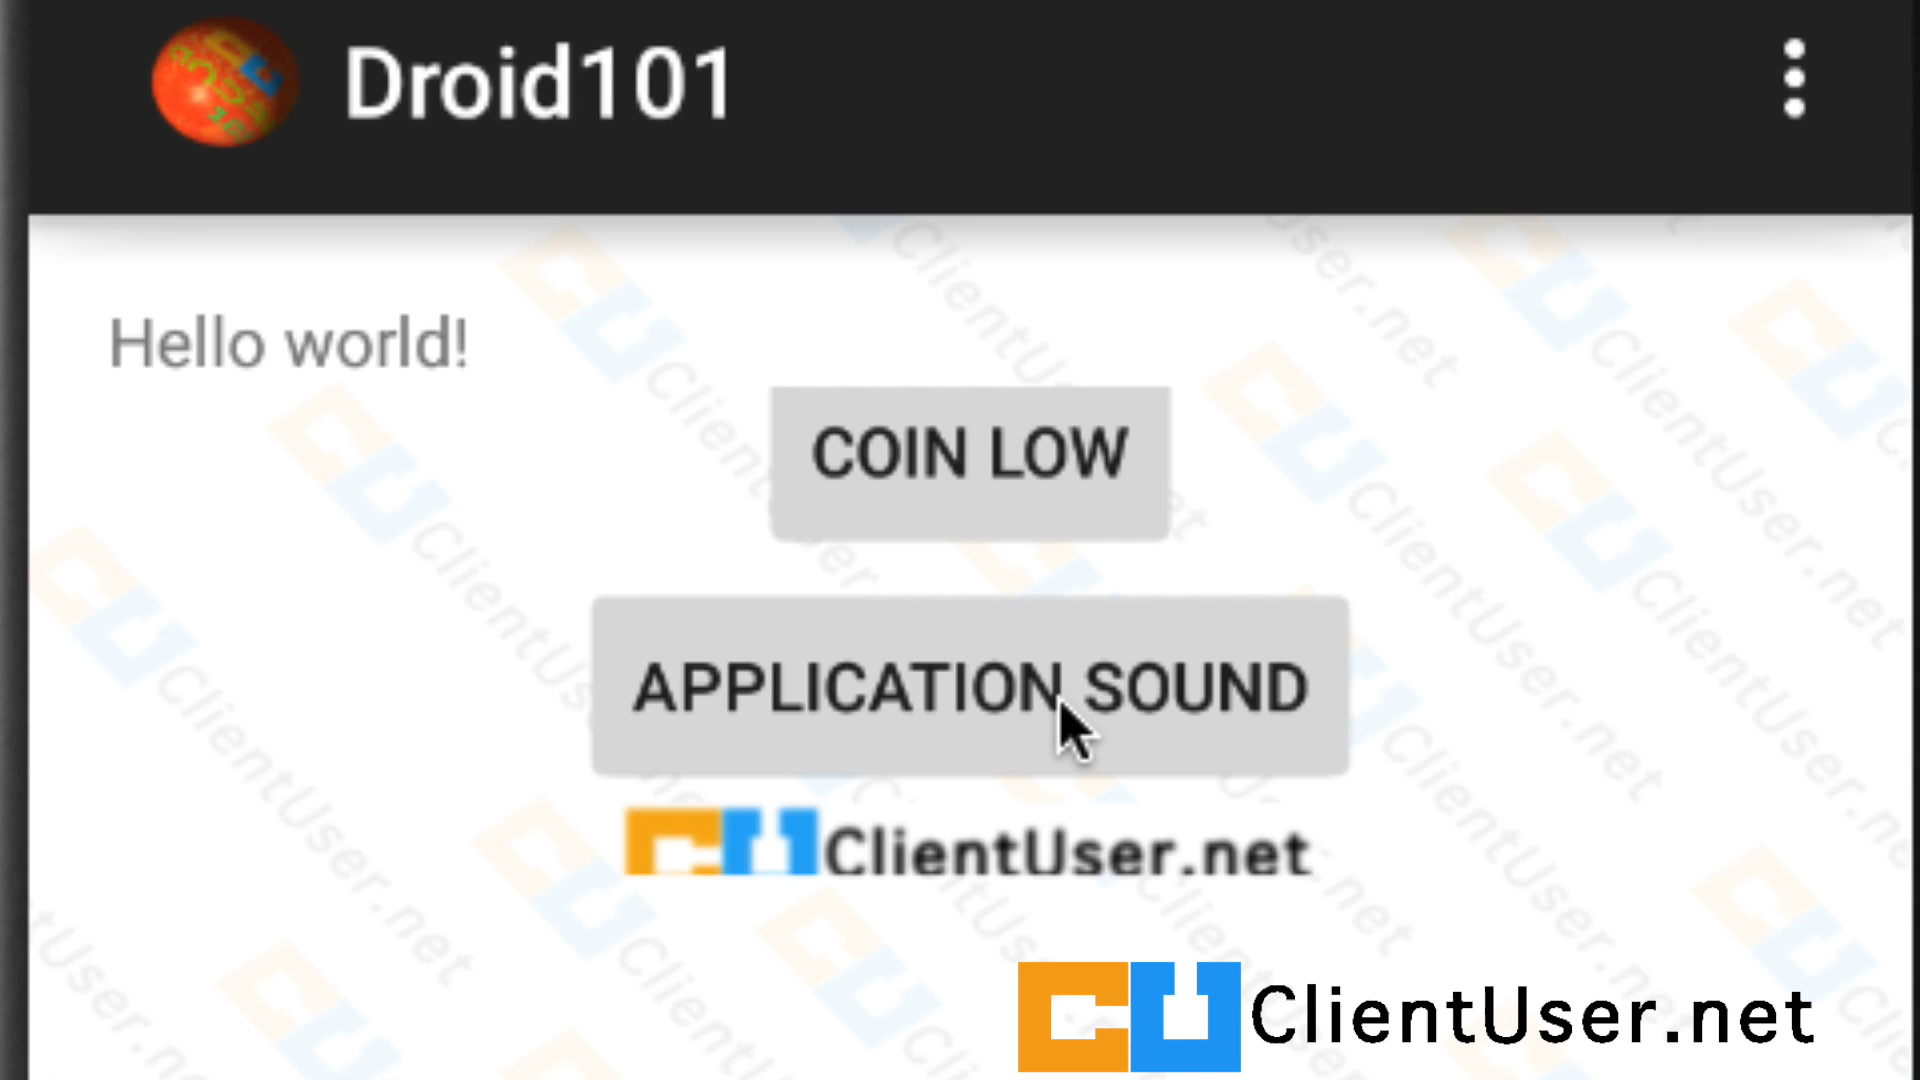 Droid101
Hello world!
COIN LOW
APPLICATION SOUND
ClientUser.net
ClientUser.net